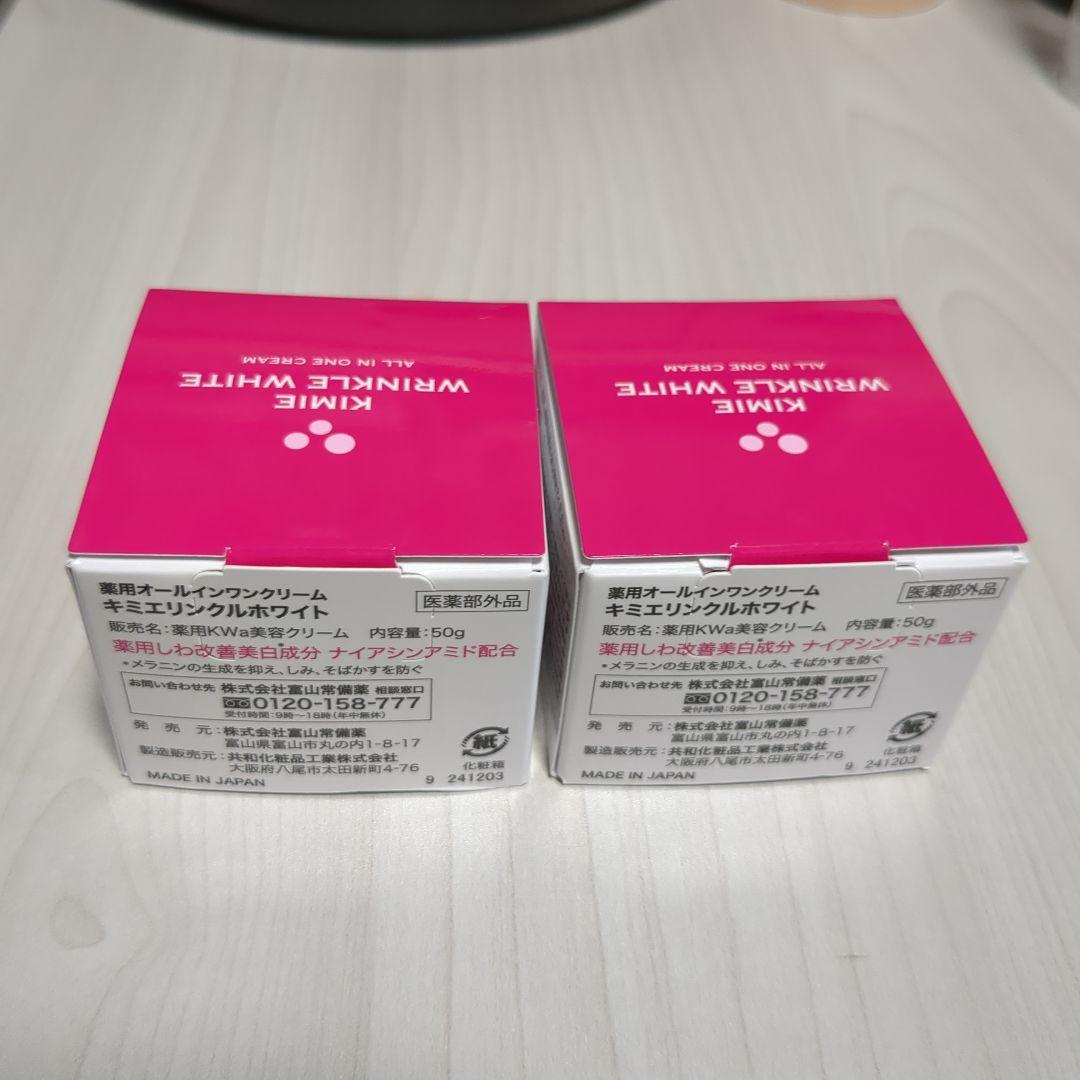 KIMIE
WRINKLE WHITE
ALL IN ONE CREAM
薬用オールインワンクリーム
キミエリンクルホワイト
医薬部外品
販売名:薬用KWa美容クリーム 内容量:50g
薬用しわ改善美白*成分 ナイアシンアミド配合
*メラニンの生成を抑え、しみ、そばかすを防ぐ
お問い合わせ先 株式会社富山常備薬 相談窓口
0120-158-777
受付時間:9時~18時(年中無休)
発売元:株式会社富山常備薬
富山県富山市丸の内1-8-17
製造販売元:共和化粧品工業株式会社
大阪府八尾市太田新町4-76
紙
化粧箱
MADE IN JAPAN
9 241203
KIMIE
WRINKLE WHITE
ALL IN ONE CREAM
薬用オールインワンクリーム
キミエリンクルホワイト
医薬部外品
販売名:薬用KWa美容クリーム 内容量:50g
薬用しわ改善美白*成分 ナイアシンアミド配合
*メラニンの生成を抑え、しみ、そばかすを防ぐ
お問い合わせ先 株式会社富山常備薬 相談窓口
0120-158-777
受付時間:9時~18時(年中無休)
発売元:株式会社富山常備薬
富山県富山市丸の内1-8-17
製造販売元:共和化粧品工業株式会社
大阪府八尾市太田新町4-76
紙
化粧箱
MADE IN JAPAN
9 241203